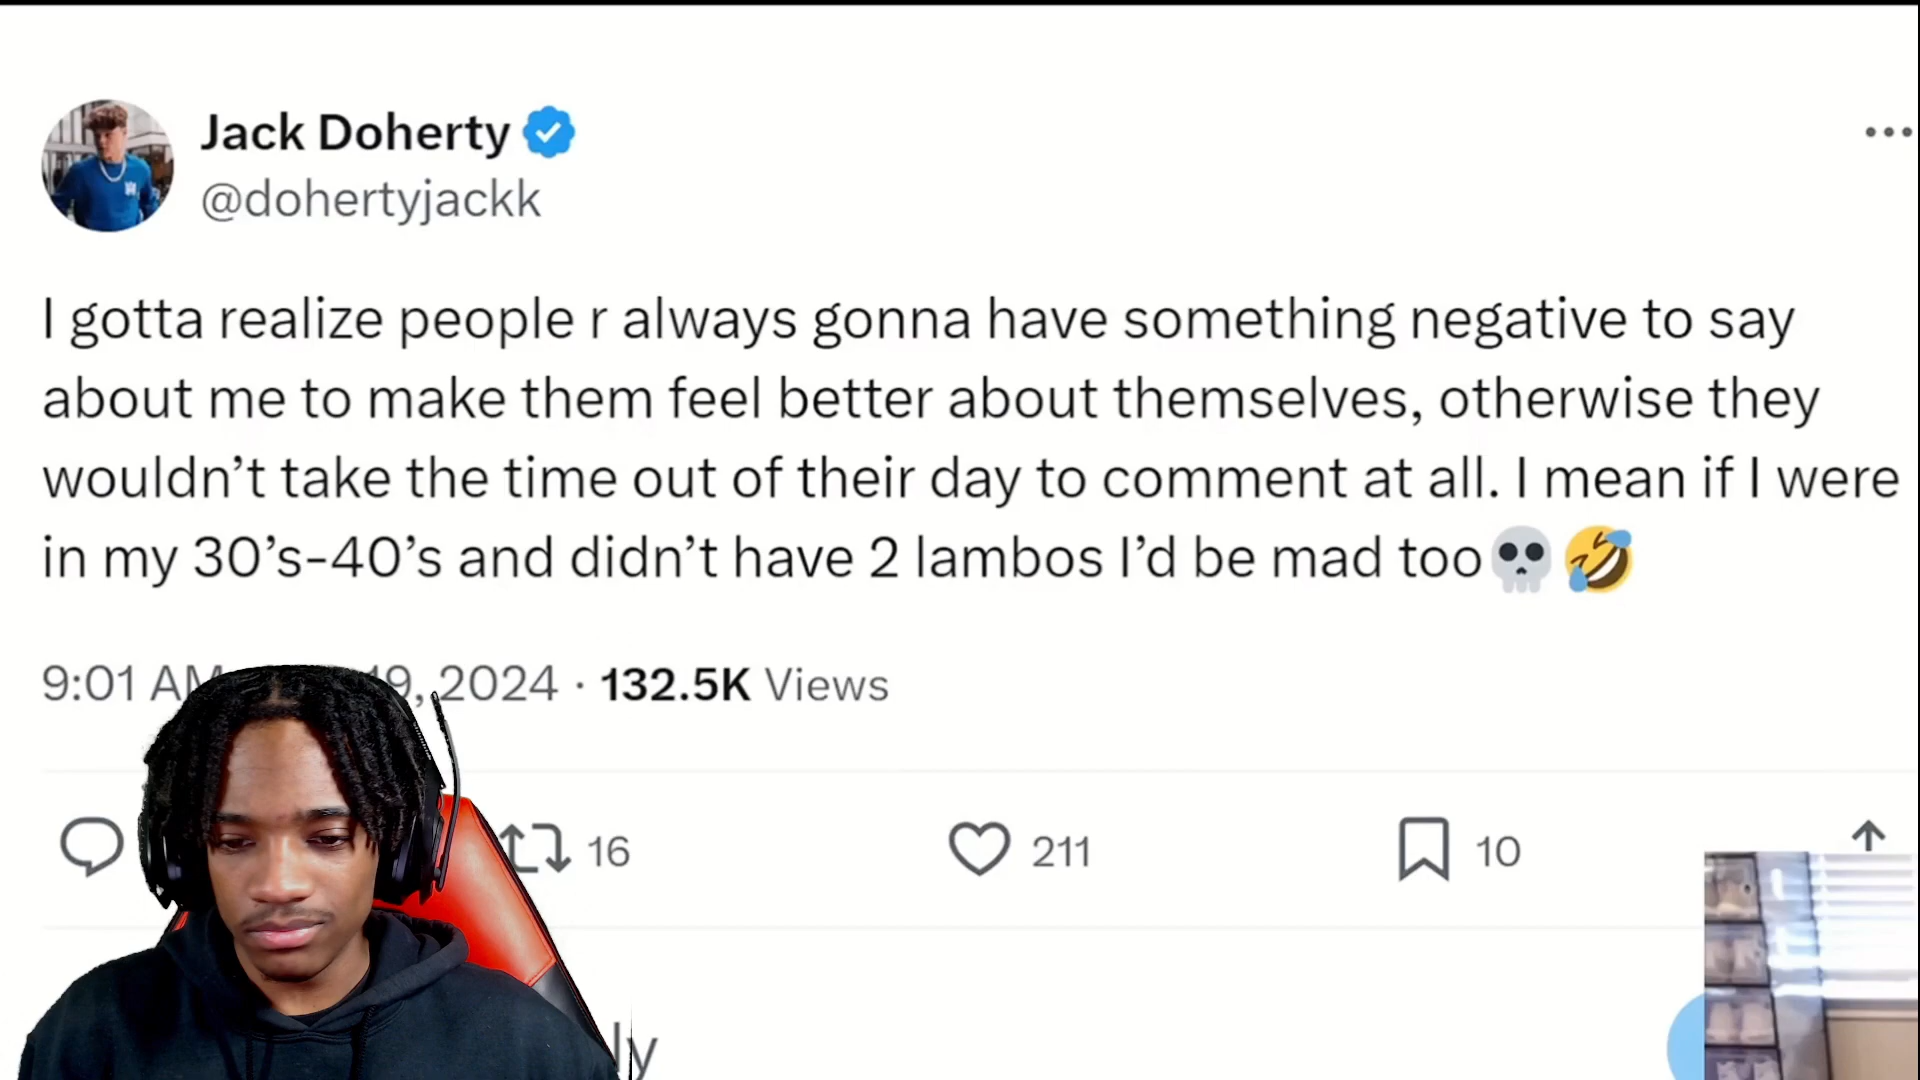 Jack Doherty
@dohertyjackk
I gotta realize people r always gonna have something negative to say
about me to make them feel better about themselves, otherwise they
wouldn’t take the time out of their day to comment at all. I mean if I were
in my 30’s-40’s and didn’t have 2 lambos I’d be mad too💀🤣
9:01 AM 19, 2024 · 132.5K Views
16
211
10